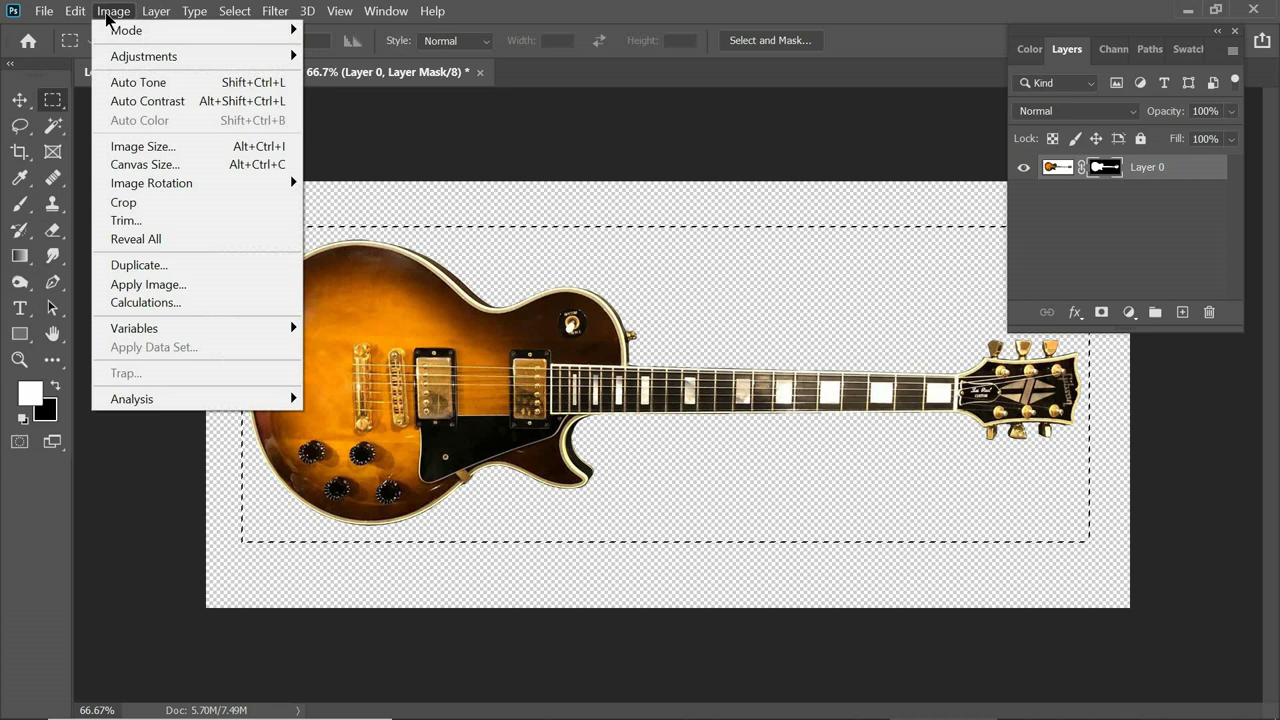 Ps File Edit Image Layer Type Select Filter 3D View Window Help
Style: Normal Width: Height: Select and Mask...
66.7% (Layer 0, Layer Mask/8) * ×
Mode
Adjustments
Auto Tone Shift+Ctrl+L
Auto Contrast Alt+Shift+Ctrl+L
Auto Color Shift+Ctrl+B
Image Size... Alt+Ctrl+I
Canvas Size... Alt+Ctrl+C
Image Rotation
Crop
Trim...
Reveal All
Duplicate...
Apply Image...
Calculations...
Variables
Apply Data Set...
Trap...
Analysis
Color Layers Chann Paths Swatcl
Kind
Normal Opacity: 100%
Lock: Fill: 100%
Layer 0
66.67% Doc: 5.70M/7.49M